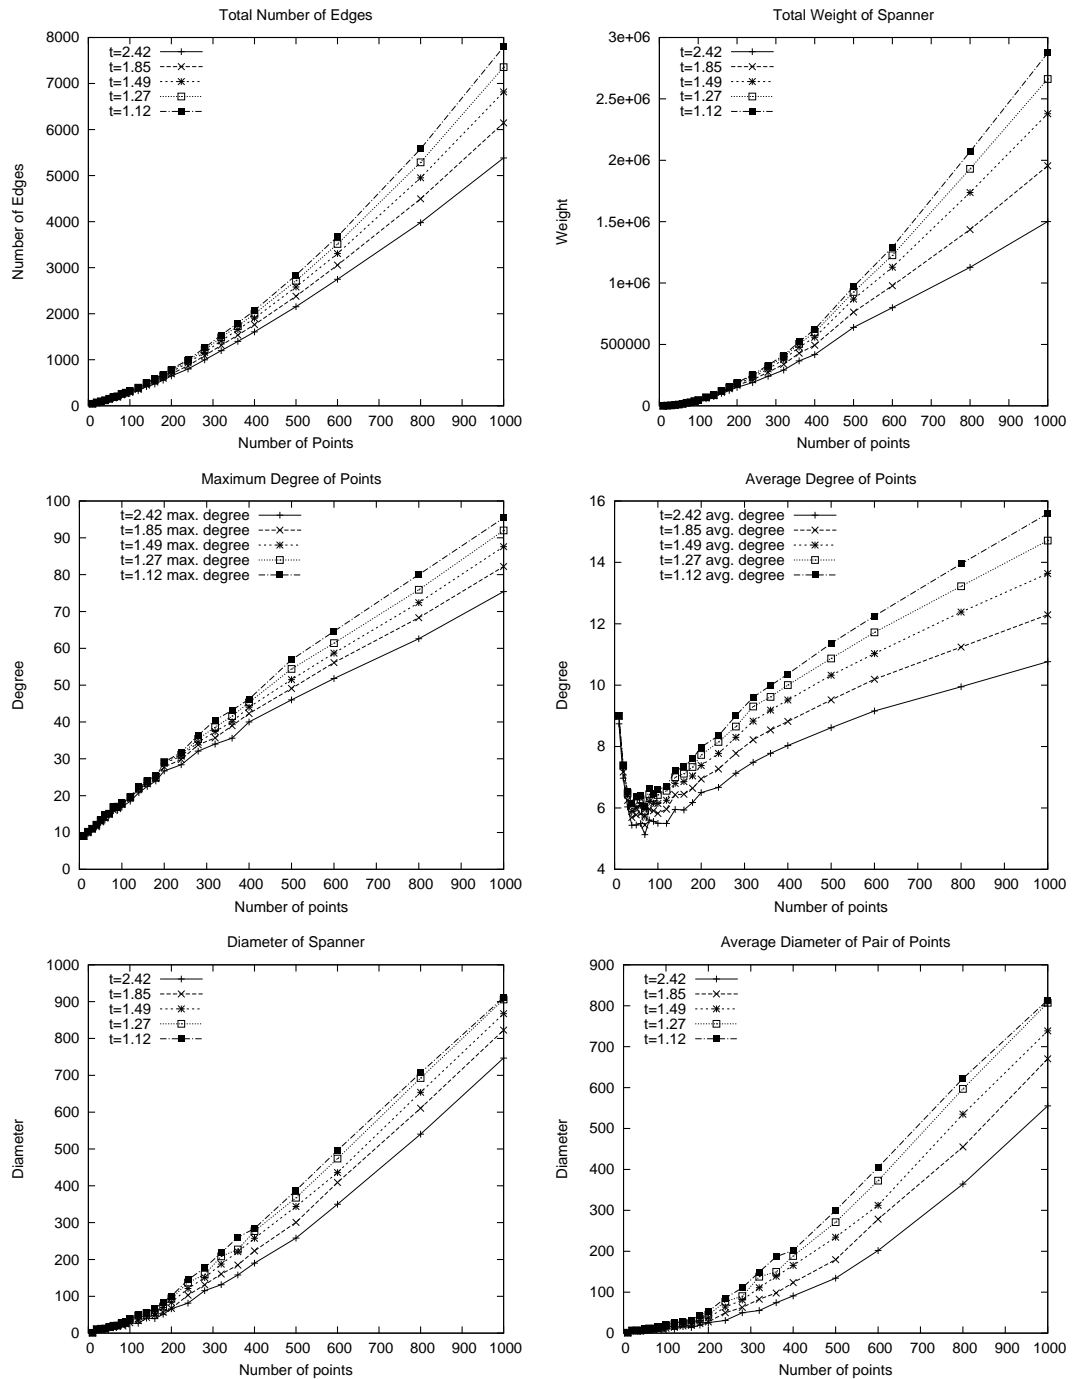 Total Number of Edges
Number of Edges
8000
7000
6000
5000
4000
3000
2000
1000
0
t=2.42
t=1.85
t=1.49
t=1.27
t=1.12
0 100 200 300 400 500 600 700 800 900 1000
Number of Points
Total Weight of Spanner
Weight
3e+06
2.5e+06
2e+06
1.5e+06
1e+06
500000
0
t=2.42
t=1.85
t=1.49
t=1.27
t=1.12
0 100 200 300 400 500 600 700 800 900 1000
Number of points
Maximum Degree of Points
Degree
100
90
80
70
60
50
40
30
20
10
0
t=2.42 max. degree
t=1.85 max. degree
t=1.49 max. degree
t=1.27 max. degree
t=1.12 max. degree
0 100 200 300 400 500 600 700 800 900 1000
Number of points
Average Degree of Points
Degree
16
14
12
10
8
6
4
t=2.42 avg. degree
t=1.85 avg. degree
t=1.49 avg. degree
t=1.27 avg. degree
t=1.12 avg. degree
0 100 200 300 400 500 600 700 800 900 1000
Number of points
Diameter of Spanner
Diameter
1000
900
800
700
600
500
400
300
200
100
0
t=2.42
t=1.85
t=1.49
t=1.27
t=1.12
0 100 200 300 400 500 600 700 800 900 1000
Number of points
Average Diameter of Pair of Points
Diameter
900
800
700
600
500
400
300
200
100
0
t=2.42
t=1.85
t=1.49
t=1.27
t=1.12
0 100 200 300 400 500 600 700 800 900 1000
Number of points